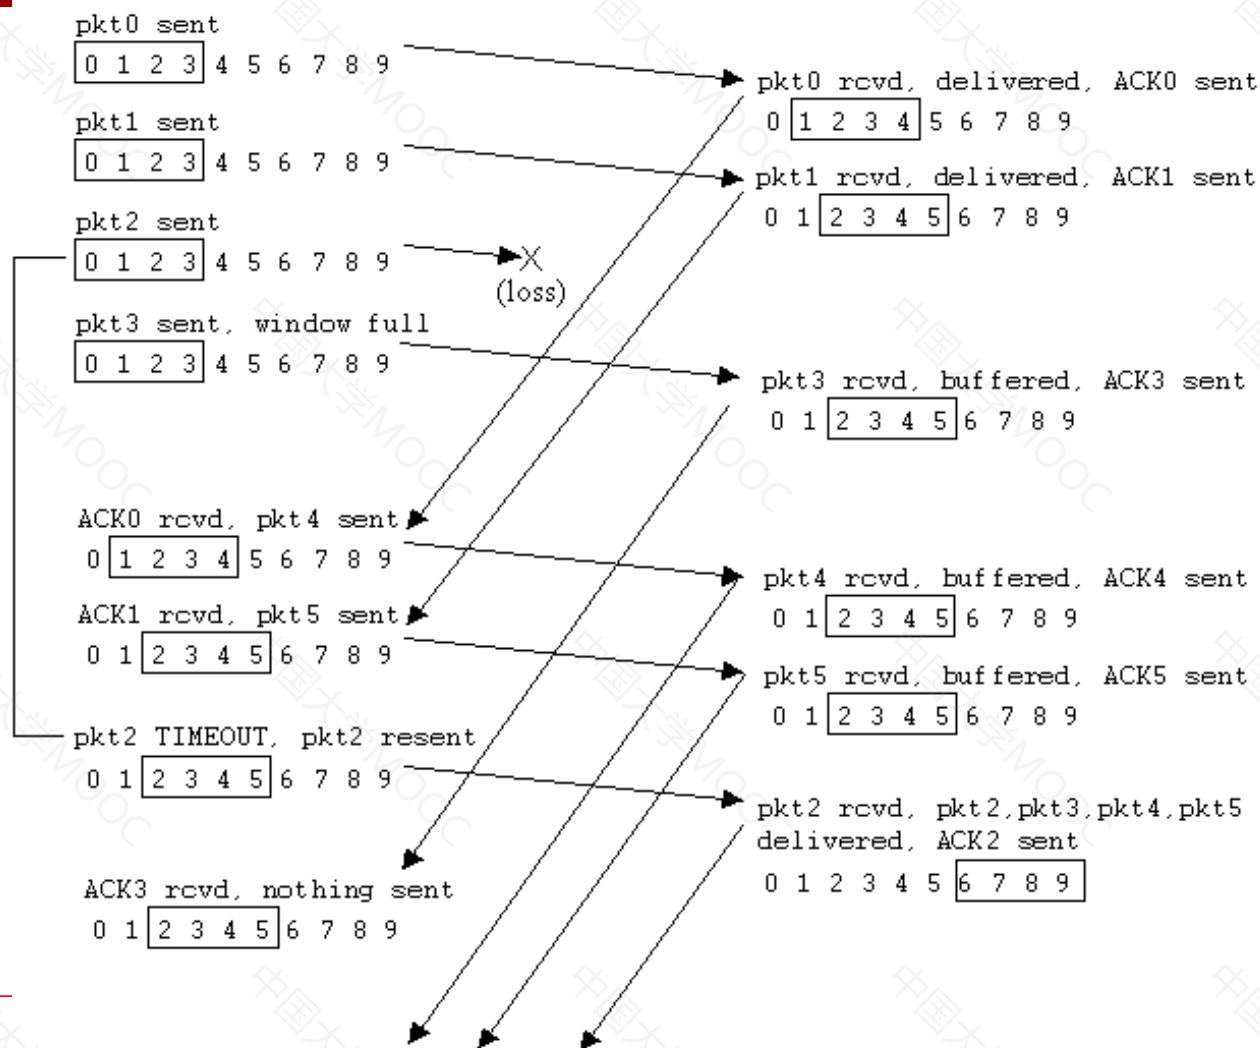 pkt0 sent
0 1 2 3 4 5 6 7 8 9
pkt1 sent
0 1 2 3 4 5 6 7 8 9
pkt2 sent
0 1 2 3 4 5 6 7 8 9
X
(loss)
pkt3 sent, window full
0 1 2 3 4 5 6 7 8 9
ACK0 rcvd, pkt4 sent
0 1 2 3 4 5 6 7 8 9
ACK1 rcvd, pkt5 sent
0 1 2 3 4 5 6 7 8 9
pkt2 TIMEOUT, pkt2 resent
0 1 2 3 4 5 6 7 8 9
ACK3 rcvd, nothing sent
0 1 2 3 4 5 6 7 8 9
pkt0 rcvd, delivered, ACK0 sent
0 1 2 3 4 5 6 7 8 9
pkt1 rcvd, delivered, ACK1 sent
0 1 2 3 4 5 6 7 8 9
pkt3 rcvd, buffered, ACK3 sent
0 1 2 3 4 5 6 7 8 9
pkt4 rcvd, buffered, ACK4 sent
0 1 2 3 4 5 6 7 8 9
pkt5 rcvd, buffered, ACK5 sent
0 1 2 3 4 5 6 7 8 9
pkt2 rcvd, pkt2,pkt3,pkt4,pkt5
delivered, ACK2 sent
0 1 2 3 4 5 6 7 8 9
中国大学MOOC